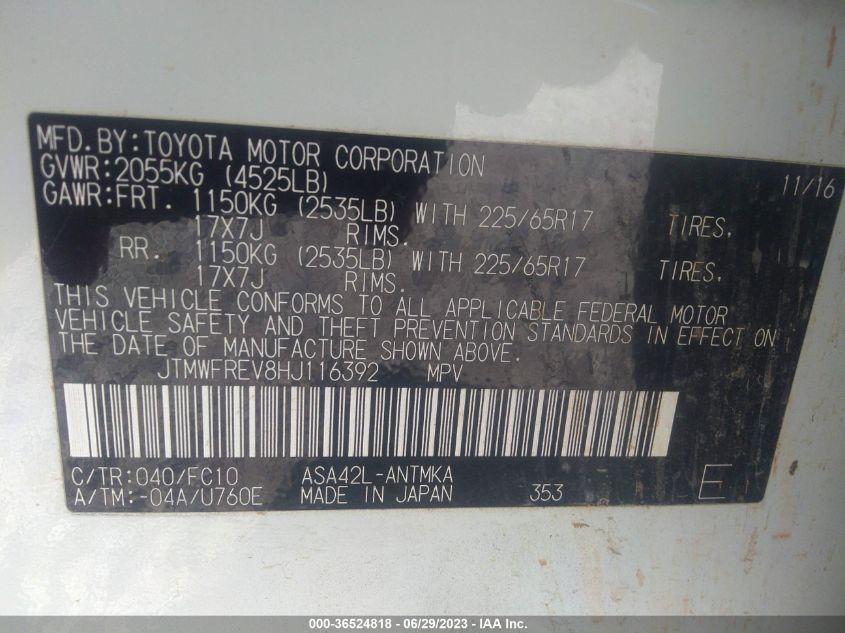 MFD.BY:TOYOTA MOTOR CORPORATION 11/16
GVWR:2055KG (4525LB)
GAWR:FRT. 1150KG (2535LB) WITH 225/65R17 TIRES,
17X7J RIMS.
RR. 1150KG (2535LB) WITH 225/65R17 TIRES,
17X7J RIMS.
THIS VEHICLE CONFORMS TO ALL APPLICABLE FEDERAL MOTOR
VEHICLE SAFETY AND THEFT PREVENTION STANDARDS IN EFFECT ON
THE DATE OF MANUFACTURE SHOWN ABOVE.
JTMWFREV8HJ116392 MPV
C/TR:040/FC10 ASA42L-ANTMKA
A/TM:-04A/U760E MADE IN JAPAN 353 E
000-36524818 - 06/29/2023 - IAA Inc.